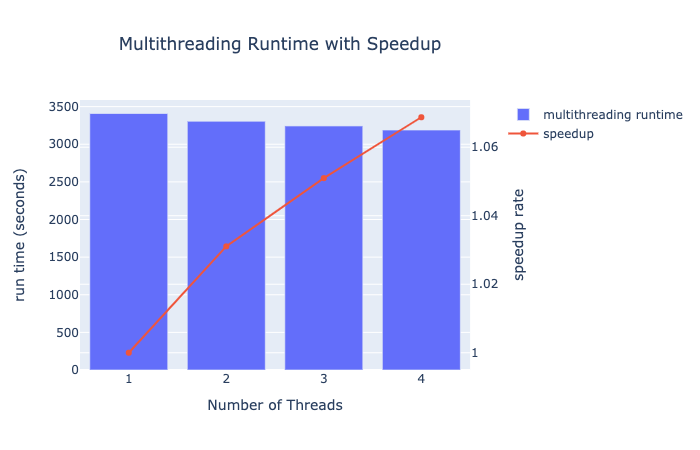 Multithreading Runtime with Speedup
multithreading runtime
speedup
run time (seconds)
3500
3000
2500
2000
1500
1000
500
0
1.06
1.04
1.02
1
speedup rate
1 2 3 4
Number of Threads